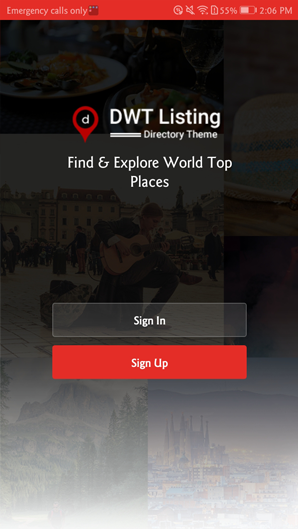 Emergency calls only 55% 2:06 PM
d DWT Listing
Directory Theme
Find & Explore World Top
Places
Sign In
Sign Up